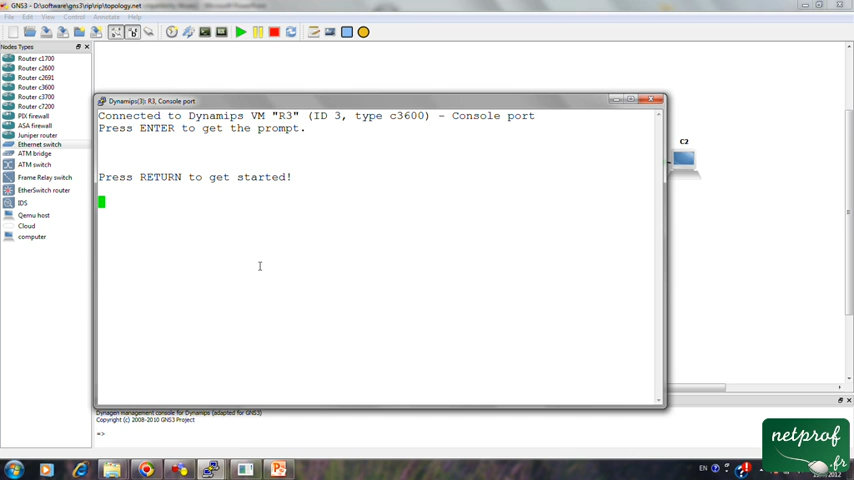 GNS3 - D:\software\gns3\rip\rip\topology.net
File Edit View Control Annotate Help
Nodes Types
Router c1700
Router c2600
Router c2691
Router c3600
Router c3700
Router c7200
PIX firewall
ASA firewall
Juniper router
Ethernet switch
ATM bridge
ATM switch
Frame Relay switch
EtherSwitch router
IDS
Qemu host
Cloud
computer
Dynamips(3): R3, Console port
Connected to Dynamips VM "R3" (ID 3, type c3600) - Console port
Press ENTER to get the prompt.
Press RETURN to get started!
C2
Dynagen management console for Dynamips (adapted for GNS3)
Copyright (c) 2008-2010 GNS3 Project
=>
EN
netprof
.fr